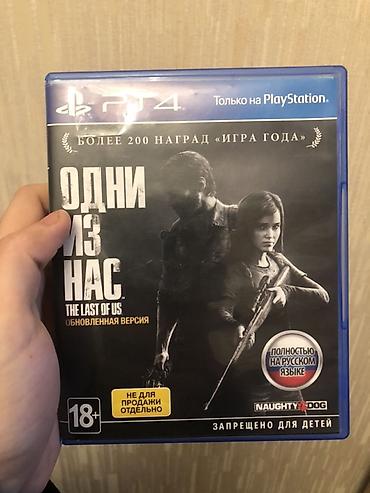 PS4
Только на PlayStation®
БОЛЕЕ 200 НАГРАД «ИГРА ГОДА»
ОДНИ
ИЗ
НАС
THE LAST OF US
ОБНОВЛЕННАЯ ВЕРСИЯ
ПОЛНОСТЬЮ
НА РУССКОМ
ЯЗЫКЕ
НЕ ДЛЯ
ПРОДАЖИ
ОТДЕЛЬНО
18+
NAUGHTY DOG
ЗАПРЕЩЕНО ДЛЯ ДЕТЕЙ